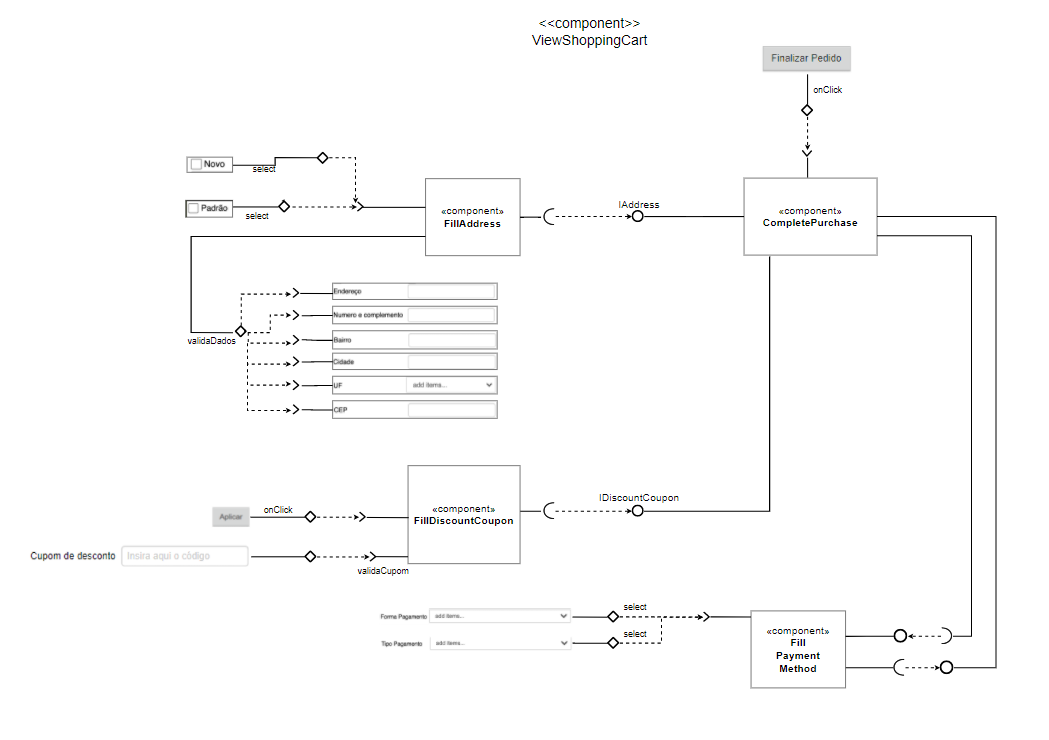 <<component>>
ViewShoppingCart
Finalizar Pedido
onClick
Novo
select
Padrão
select
«component»
FillAddress
IAddress
«component»
CompletePurchase
validaDados
Endereço
Numero e complemento
Bairro
Cidade
UF add items...
CEP
Aplicar
onClick
«component»
FillDiscountCoupon
IDiscountCoupon
Cupom de desconto Insira aqui o código
validaCupom
Forma Pagamento add items...
select
Tipo Pagamento add items...
select
«component»
Fill
Payment
Method